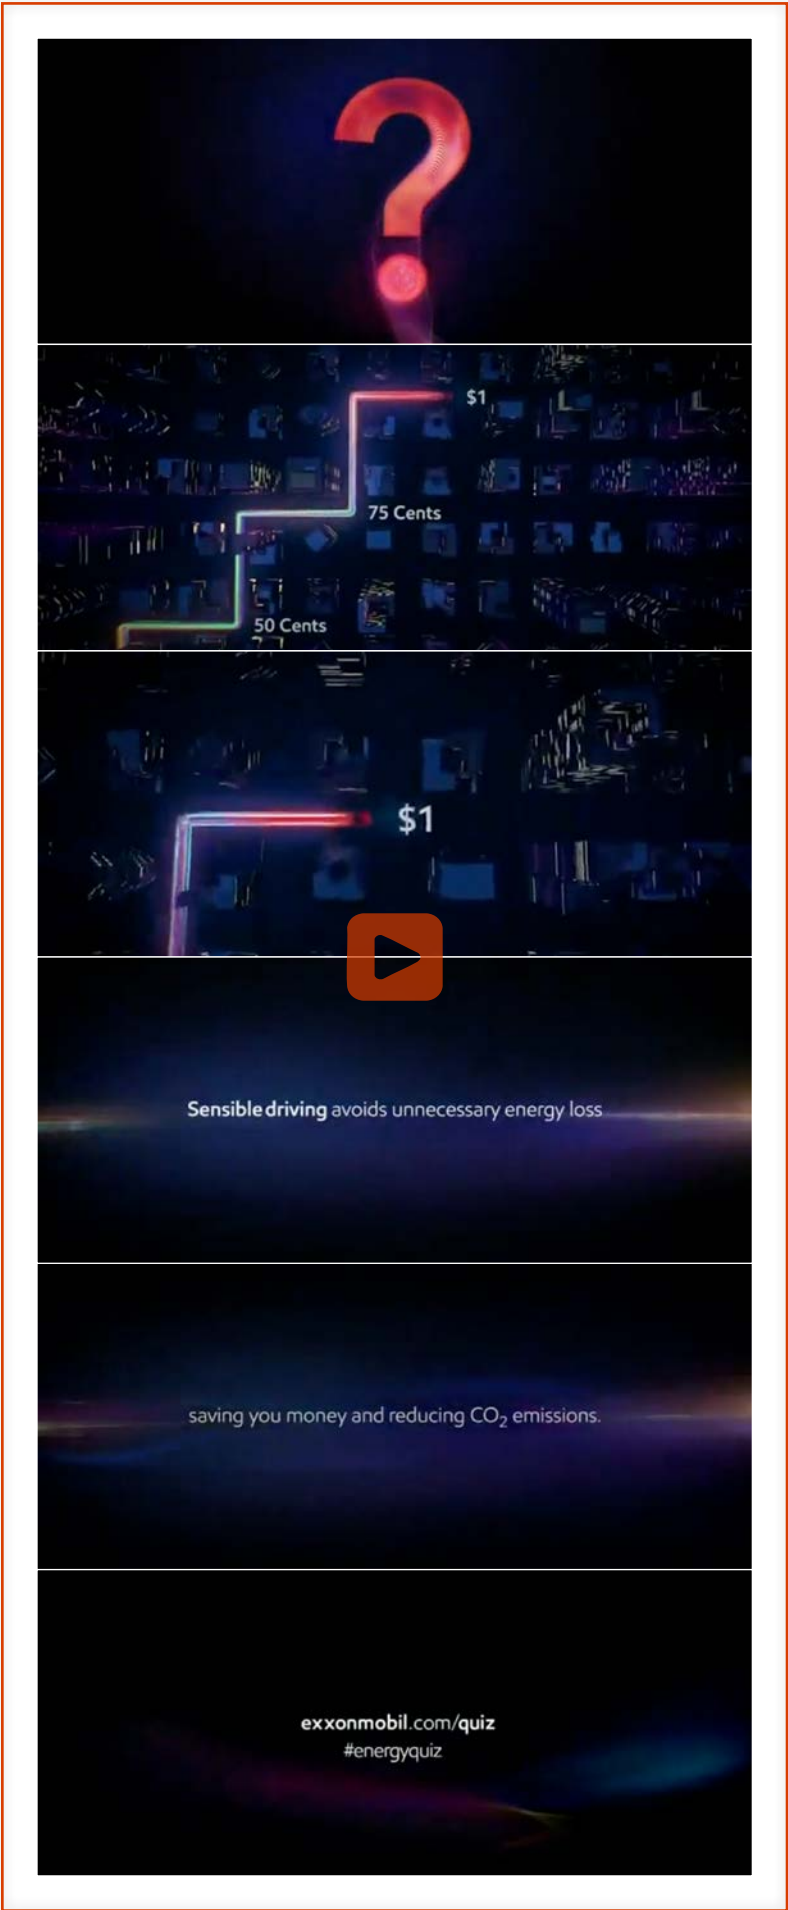 ?
$1
75 Cents
50 Cents
$1
Sensible driving avoids unnecessary energy loss
saving you money and reducing CO₂ emissions.
exxonmobil.com/quiz
#energyquiz